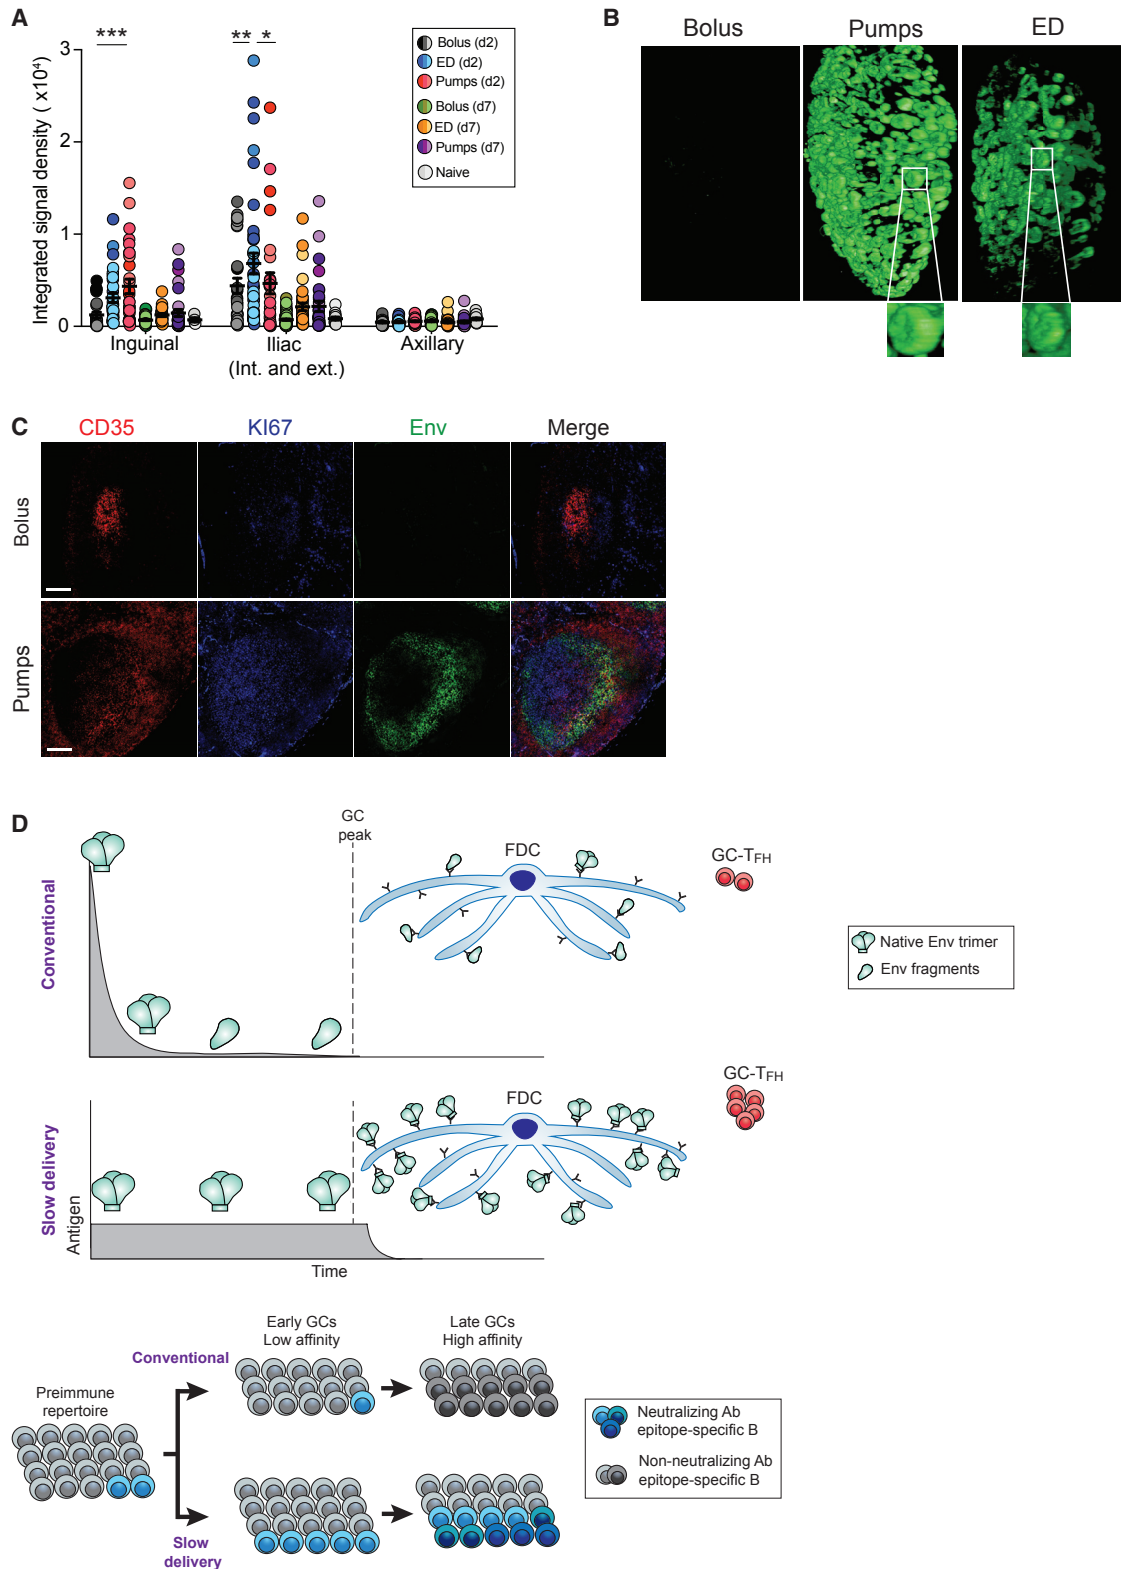 A
***
** *
3
2
1
0
Integrated signal density ( x10⁴)
Inguinal
Iliac
(Int. and ext.)
Axillary
Bolus (d2)
ED (d2)
Pumps (d2)
Bolus (d7)
ED (d7)
Pumps (d7)
Naive
B
Bolus
Pumps
ED
C
CD35
KI67
Env
Merge
Bolus
Pumps
D
Conventional
GC
peak
FDC
GC-TFH
Native Env trimer
Env fragments
Slow delivery
Antigen
Time
FDC
GC-TFH
Preimmune
repertoire
Conventional
Slow
delivery
Early GCs
Low affinity
Late GCs
High affinity
Neutralizing Ab
epitope-specific B
Non-neutralizing Ab
epitope-specific B